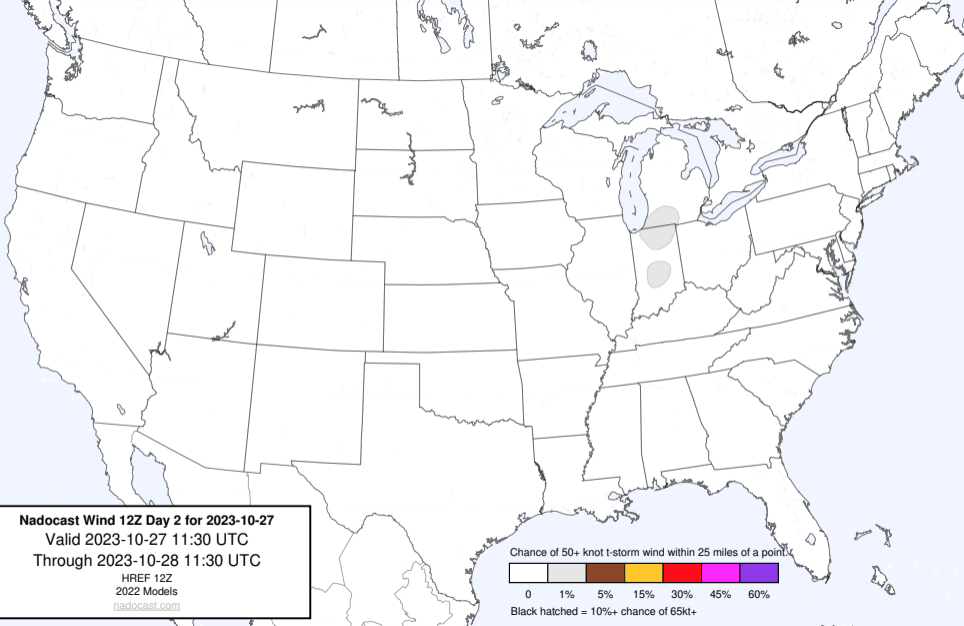 Nadocast Wind 12Z Day 2 for 2023-10-27
Valid 2023-10-27 11:30 UTC
Through 2023-10-28 11:30 UTC
HREF 12Z
2022 Models
nadocast.com
Chance of 50+ knot t-storm wind within 25 miles of a point.
0 1% 5% 15% 30% 45% 60%
Black hatched = 10%+ chance of 65kt+